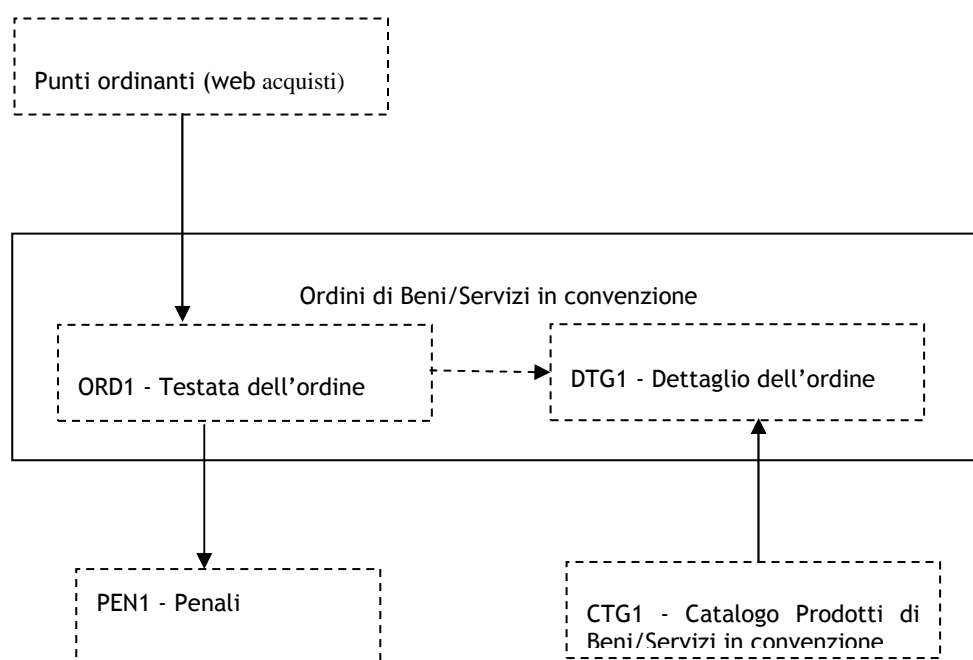 Punti ordinanti (web acquisti)
Ordini di Beni/Servizi in convenzione
ORD1 - Testata dell’ordine
DTG1 - Dettaglio dell’ordine
PEN1 - Penali
CTG1 - Catalogo Prodotti di
Beni/Servizi in convenzione